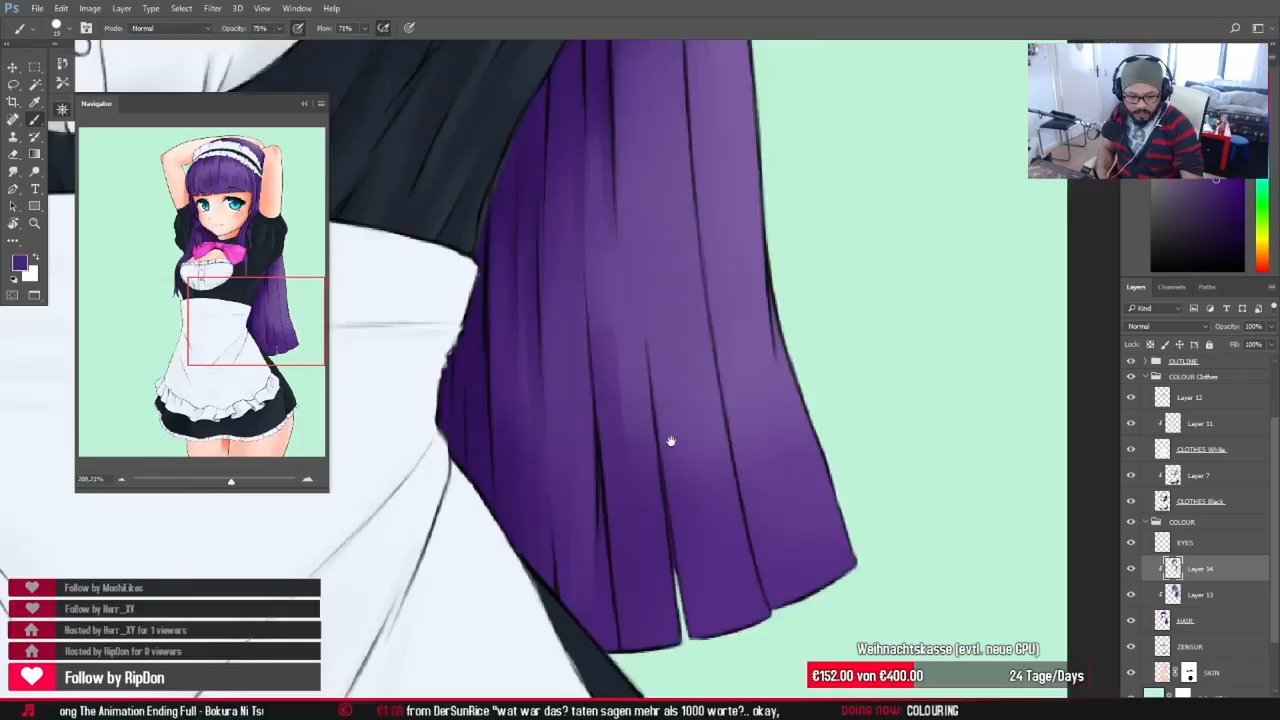 Ps File Edit Image Layer Type Select Filter 3D View Window Help
19 Mode: Normal Opacity: 75% Flow: 71%
Navigator
Layers Channels Paths
Kind
Normal Opacity: 100%
Lock: Fill: 100%
OUTLINE
COLOUR Clothes
Layer 12
Layer 11
CLOTHES White
Layer 7
CLOTHES Black
COLOUR
EYES
Layer 14
Layer 13
HAIR
ZENSUR
SKIN
Follow by MochiLikes
Follow by Herr_XY
Hosted by Herr_XY for 1 viewers
Hosted by RipDon for 0 viewers
Follow by RipDon
Weihnachtskasse (evtl. neue CPU)
€152.00 von €400.00 24 Tage/Days
ong The Animation Ending Full - Bokura Ni Tsu
from DerSunRice "wat war das? taten sagen mehr als 1000 worte?.. okay,
DOING NOW: COLOURING